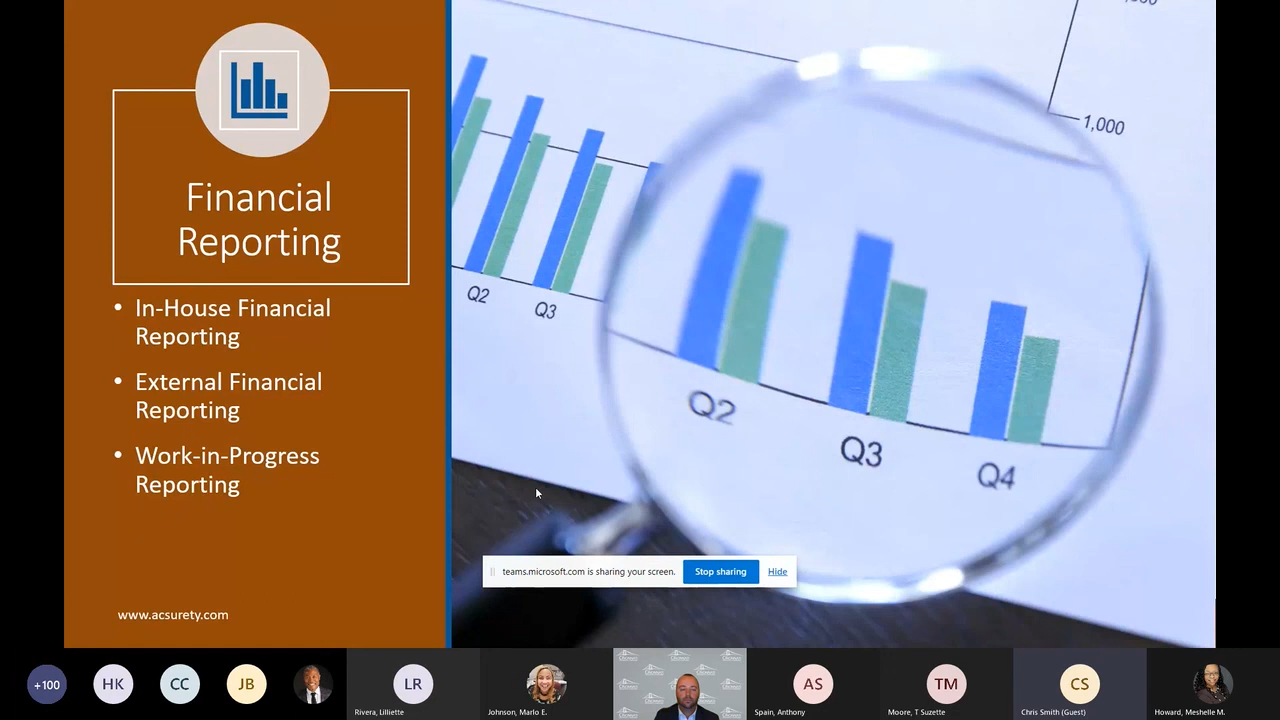 Financial
Reporting
• In-House Financial
Reporting
• External Financial
Reporting
• Work-in-Progress
Reporting
www.acsurety.com
1,000
Q2
Q3
Q2
Q3
Q4
teams.microsoft.com is sharing your screen.
Stop sharing
Hide
+100
HK
CC
JB
LR
AS
TM
CS
Rivera, Lilliette
Johnson, Marlo E.
Spain, Anthony
Moore, T Suzette
Chris Smith (Guest)
Howard, Meshelle M.